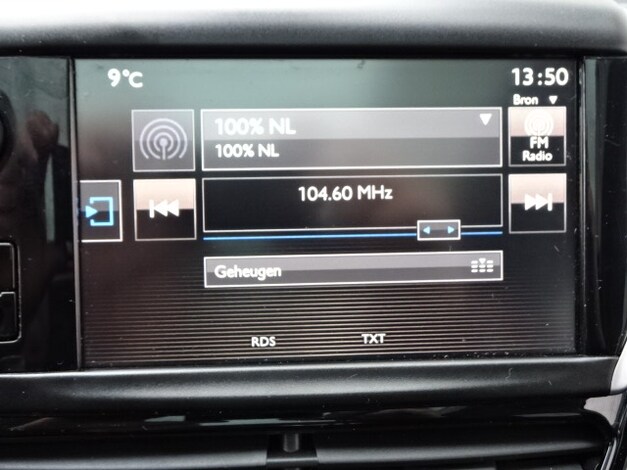 9°C
13:50
Bron
100% NL
100% NL
FM
Radio
104.60 MHz
Geheugen
RDS
TXT